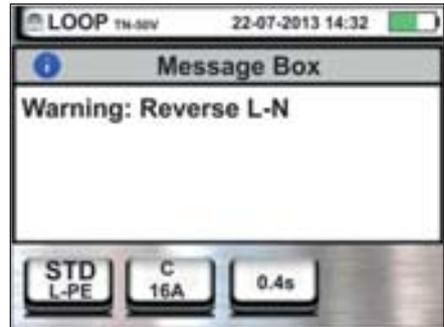 LOOP TN-50V 22-07-2013 14:32
i Message Box
Warning: Reverse L-N
STD C 0.4s
L-PE 16A